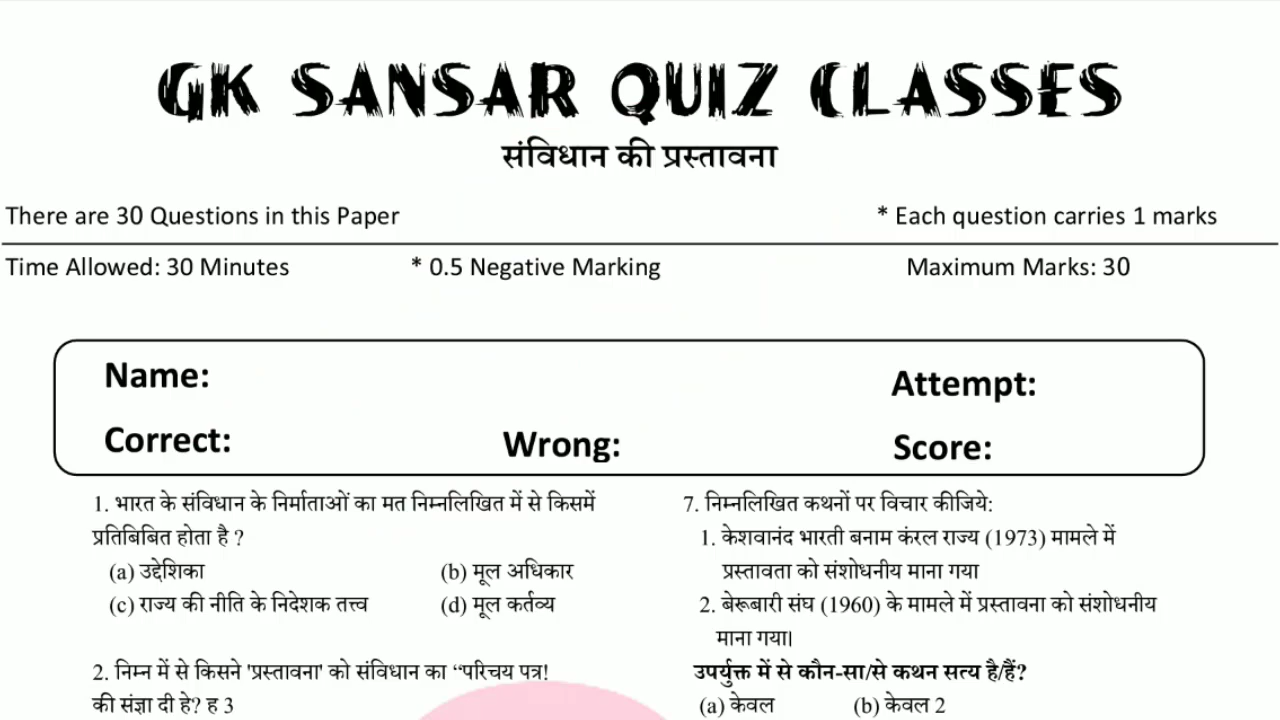 GK SANSAR QUIZ CLASSES
संविधान की प्रस्तावना
There are 30 Questions in this Paper * Each question carries 1 marks
Time Allowed: 30 Minutes * 0.5 Negative Marking Maximum Marks: 30
Name: Attempt:
Correct: Wrong: Score:
1. भारत के संविधान के निर्माताओं का मत निम्नलिखित में से किसमें
प्रतिबिबित होता है ?
(a) उद्देशिका (b) मूल अधिकार
(c) राज्य की नीति के निदेशक तत्त्व (d) मूल कर्तव्य
2. निम्न में से किसने 'प्रस्तावना' को संविधान का “परिचय पत्र!
की संज्ञा दी हे? ह 3
7. निम्नलिखित कथनों पर विचार कीजिये:
1. केशवानंद भारती बनाम कंरल राज्य (1973) मामले में
प्रस्तावता को संशोधनीय माना गया
2. बेरूबारी संघ (1960) के मामले में प्रस्तावना को संशोधनीय
माना गया।
उपर्युक्त में से कौन-सा/से कथन सत्य है/हैं?
(a) केवल (b) केवल 2